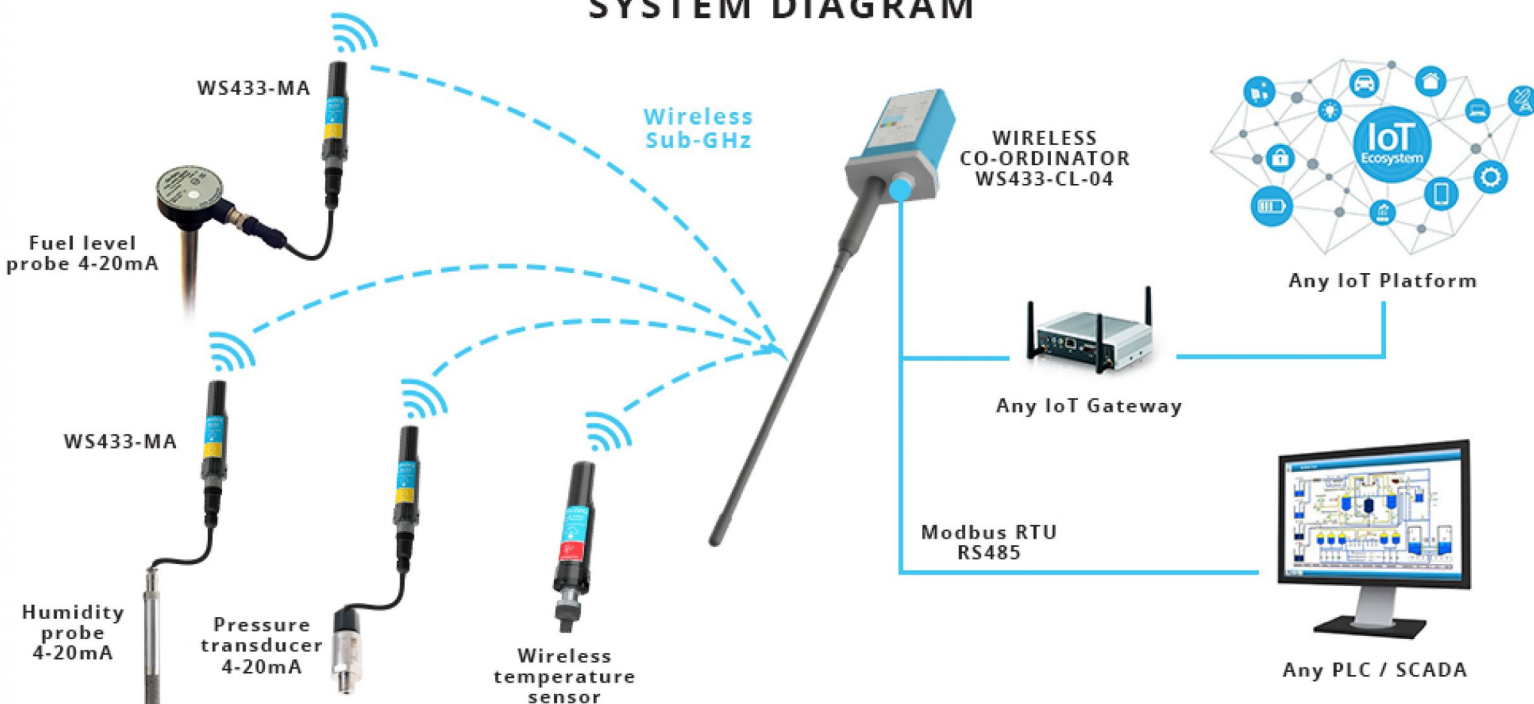 SYSTEM DIAGRAM
WS433-MA
Fuel level
probe 4-20mA
Wireless
Sub-GHz
WIRELESS
CO-ORDINATOR
WS433-CL-04
IoT
Ecosystem
Any IoT Platform
Any IoT Gateway
WS433-MA
Humidity
probe
4-20mA
Pressure
transducer
4-20mA
Wireless
temperature
sensor
Modbus RTU
RS485
Any PLC / SCADA